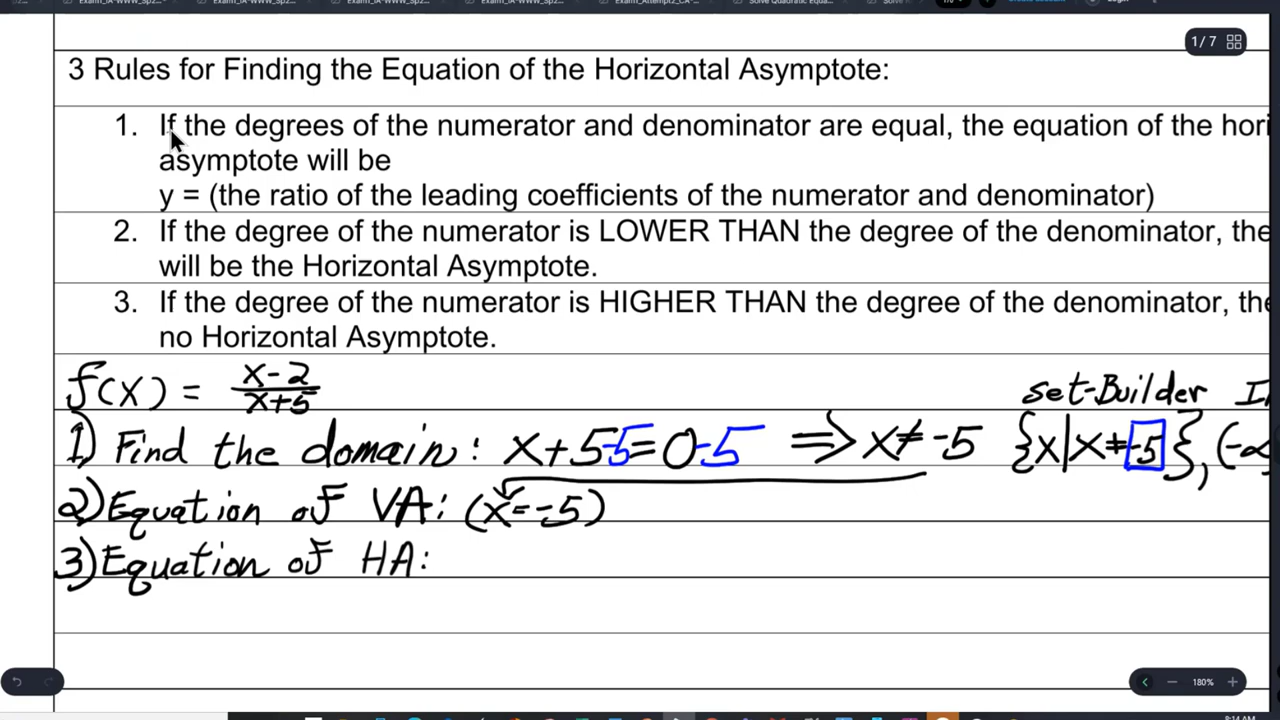 1 / 7
3 Rules for Finding the Equation of the Horizontal Asymptote:
1. If the degrees of the numerator and denominator are equal, the equation of the hori
asymptote will be
y = (the ratio of the leading coefficients of the numerator and denominator)
2. If the degree of the numerator is LOWER THAN the degree of the denominator, the
will be the Horizontal Asymptote.
3. If the degree of the numerator is HIGHER THAN the degree of the denominator, the
no Horizontal Asymptote.
f(x) = x-2/x+5
set-Builder
1) Find the domain: x+5-5=0-5 ⇒ x≠-5 {x|x≠-5}, (-∞
2) Equation of VA: (x=-5)
3) Equation of HA:
180%